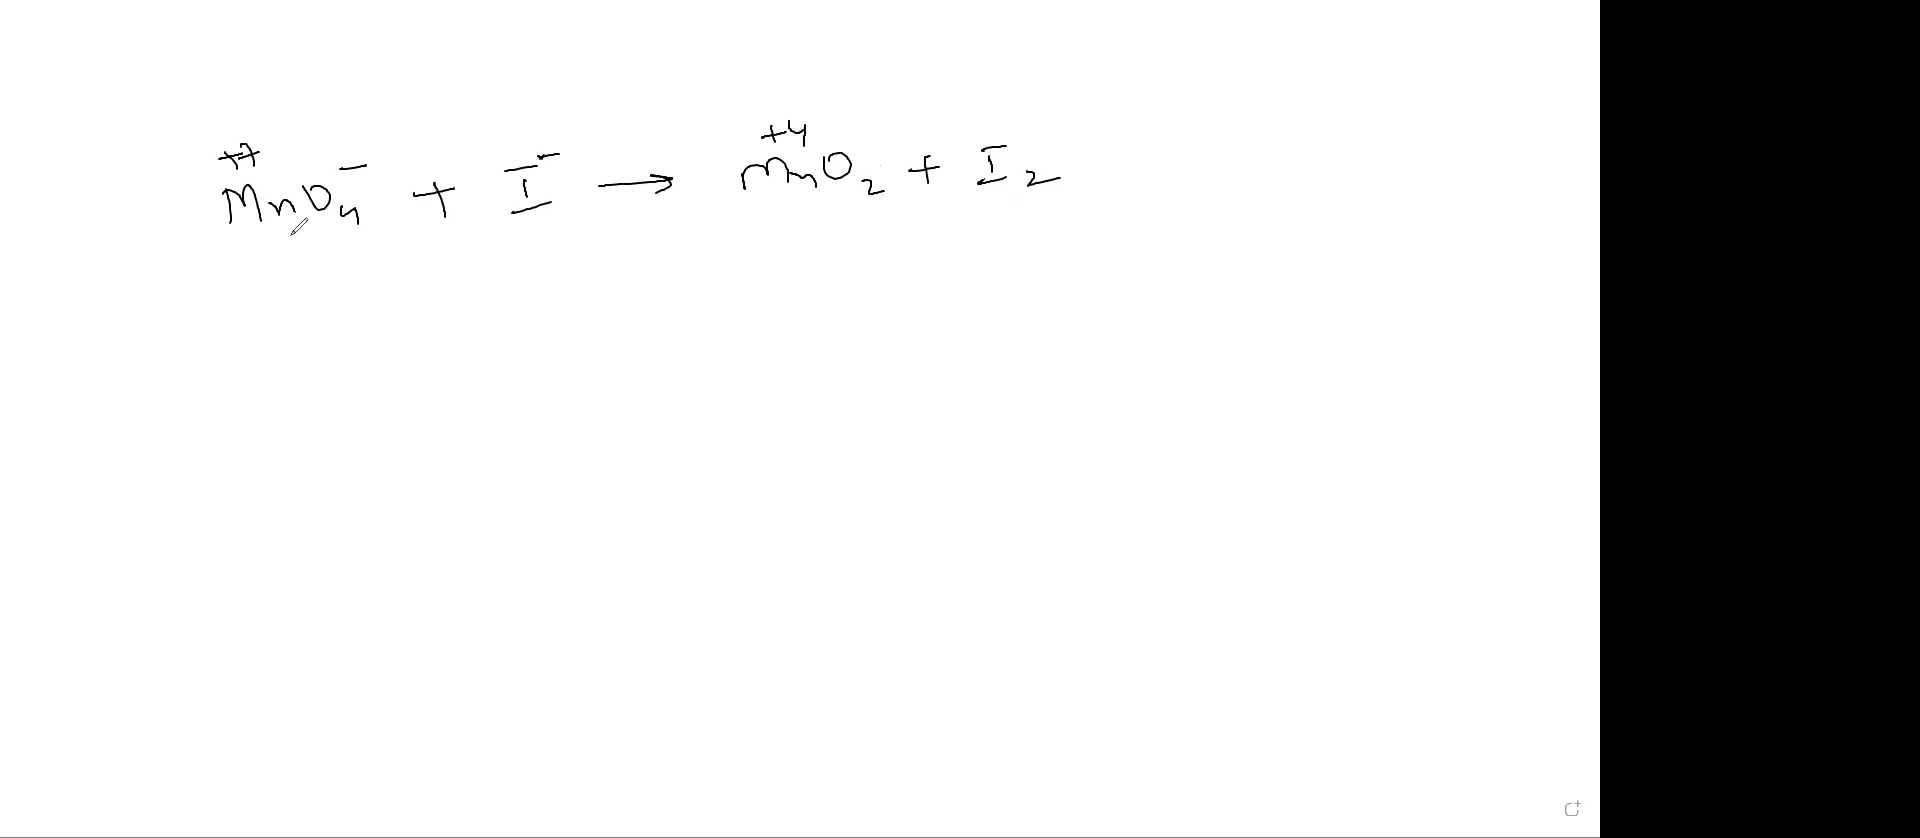 +7 +4
MnO₄⁻ + I⁻ → MnO₂ + I₂